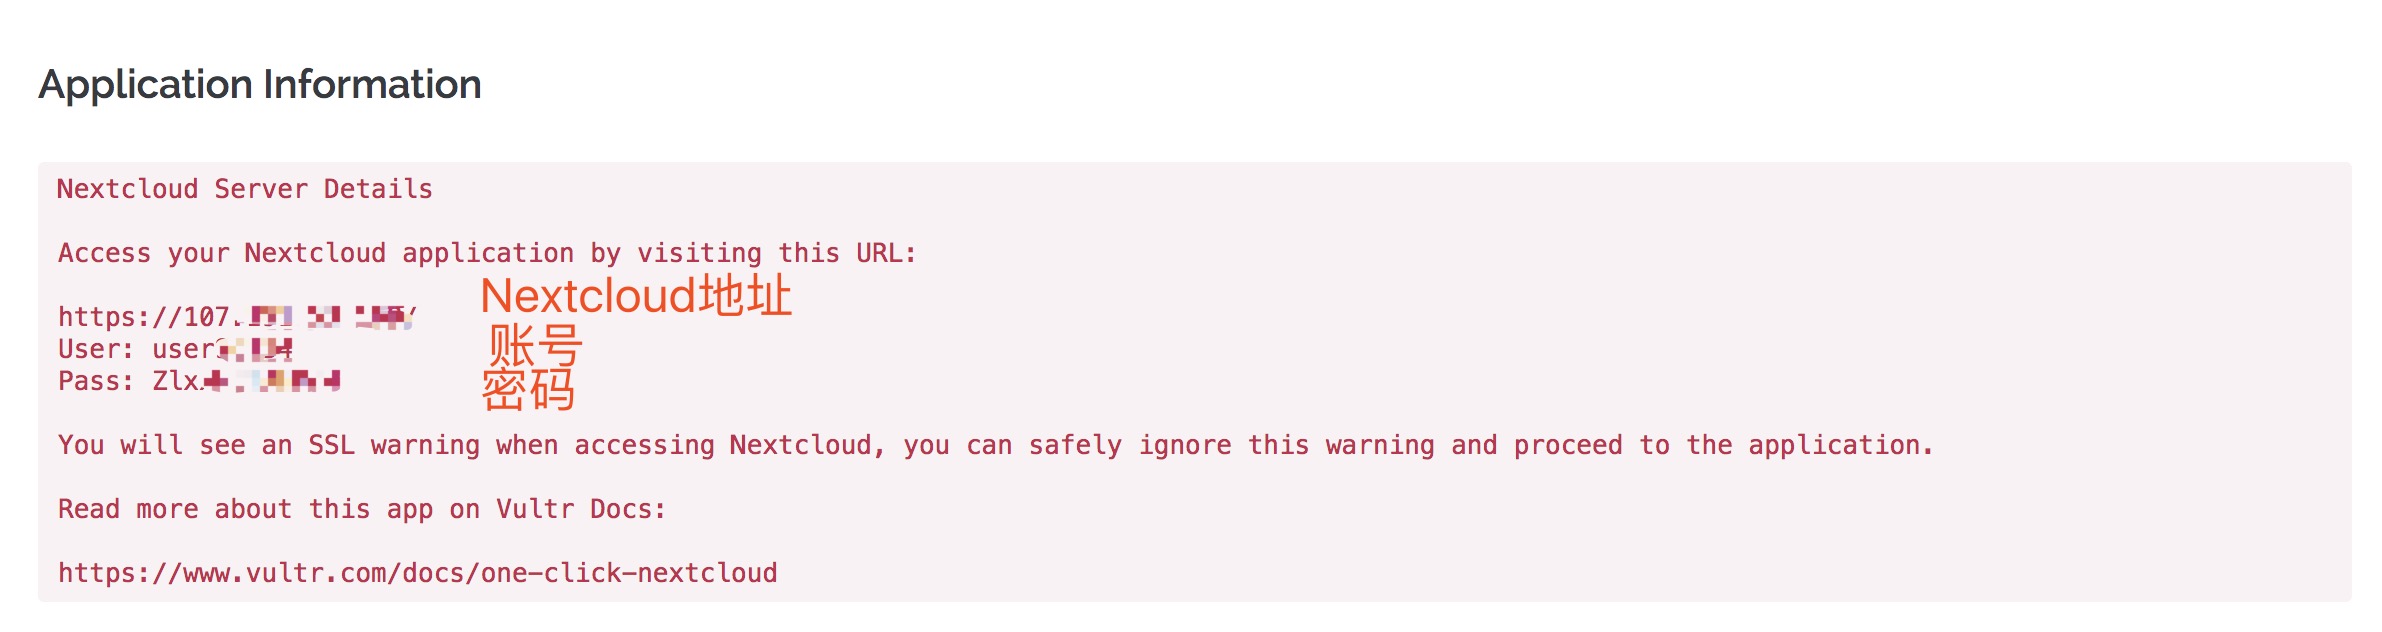 Application Information
Nextcloud Server Details
Access your Nextcloud application by visiting this URL:
https://107. Nextcloud地址
User: user 账号
Pass: Zlx 密码
You will see an SSL warning when accessing Nextcloud, you can safely ignore this warning and proceed to the application.
Read more about this app on Vultr Docs:
https://www.vultr.com/docs/one-click-nextcloud